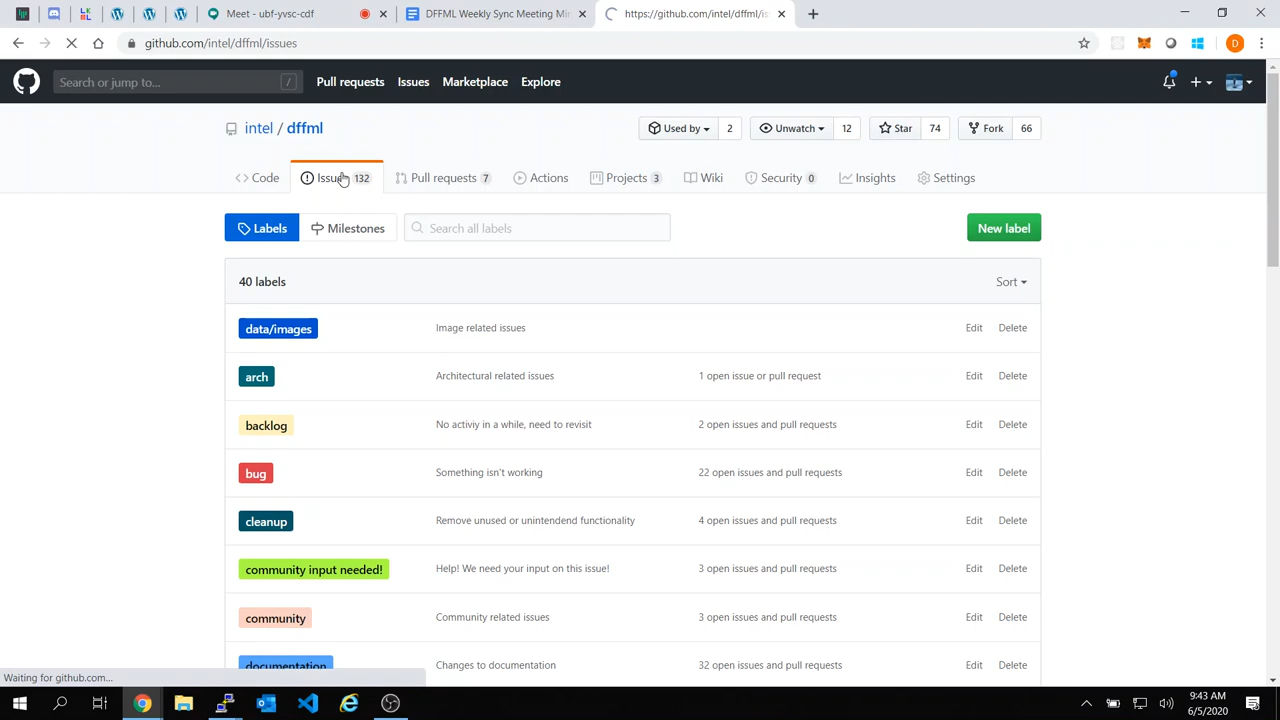 Meet - ubf-yvsc-cdf
DFFML Weekly Sync Meeting Min
https://github.com/intel/dffml/is
github.com/intel/dffml/issues
D
Search or jump to...
/
Pull requests
Issues
Marketplace
Explore
intel / dffml
Used by 2
Unwatch 12
Star 74
Fork 66
Code
Issu 132
Pull requests 7
Actions
Projects 3
Wiki
Security 0
Insights
Settings
Labels
Milestones
Search all labels
New label
40 labels
Sort
data/images Image related issues Edit Delete
arch Architectural related issues 1 open issue or pull request Edit Delete
backlog No activiy in a while, need to revisit 2 open issues and pull requests Edit Delete
bug Something isn't working 22 open issues and pull requests Edit Delete
cleanup Remove unused or unintendend functionality 4 open issues and pull requests Edit Delete
community input needed! Help! We need your input on this issue! 3 open issues and pull requests Edit Delete
community Community related issues 3 open issues and pull requests Edit Delete
documentation Changes to documentation 32 open issues and pull requests Edit Delete
Waiting for github.com...
9:43 AM
6/5/2020